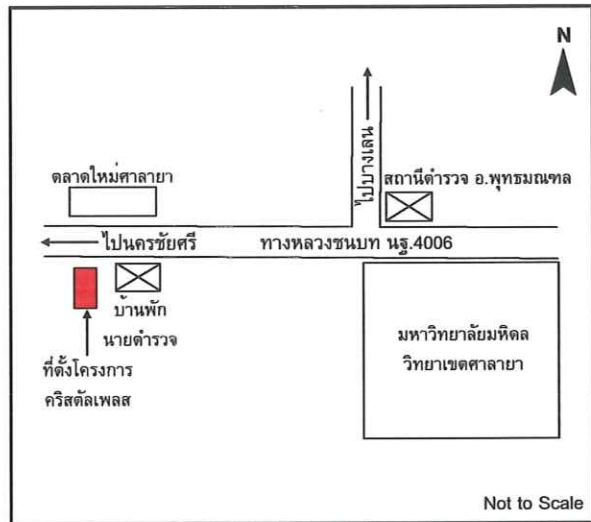 N
ไปบางเลน
ตลาดใหม่ศาลายา
สถานีตำรวจ อ.พุทธมณฑล
ไปนครชัยศรี
ทางหลวงชนบท นฐ.4006
บ้านพัก
นายตำรวจ
ที่ตั้งโครงการ
คริสตัลเพลส
มหาวิทยาลัยมหิดล
วิทยาเขตศาลายา
Not to Scale